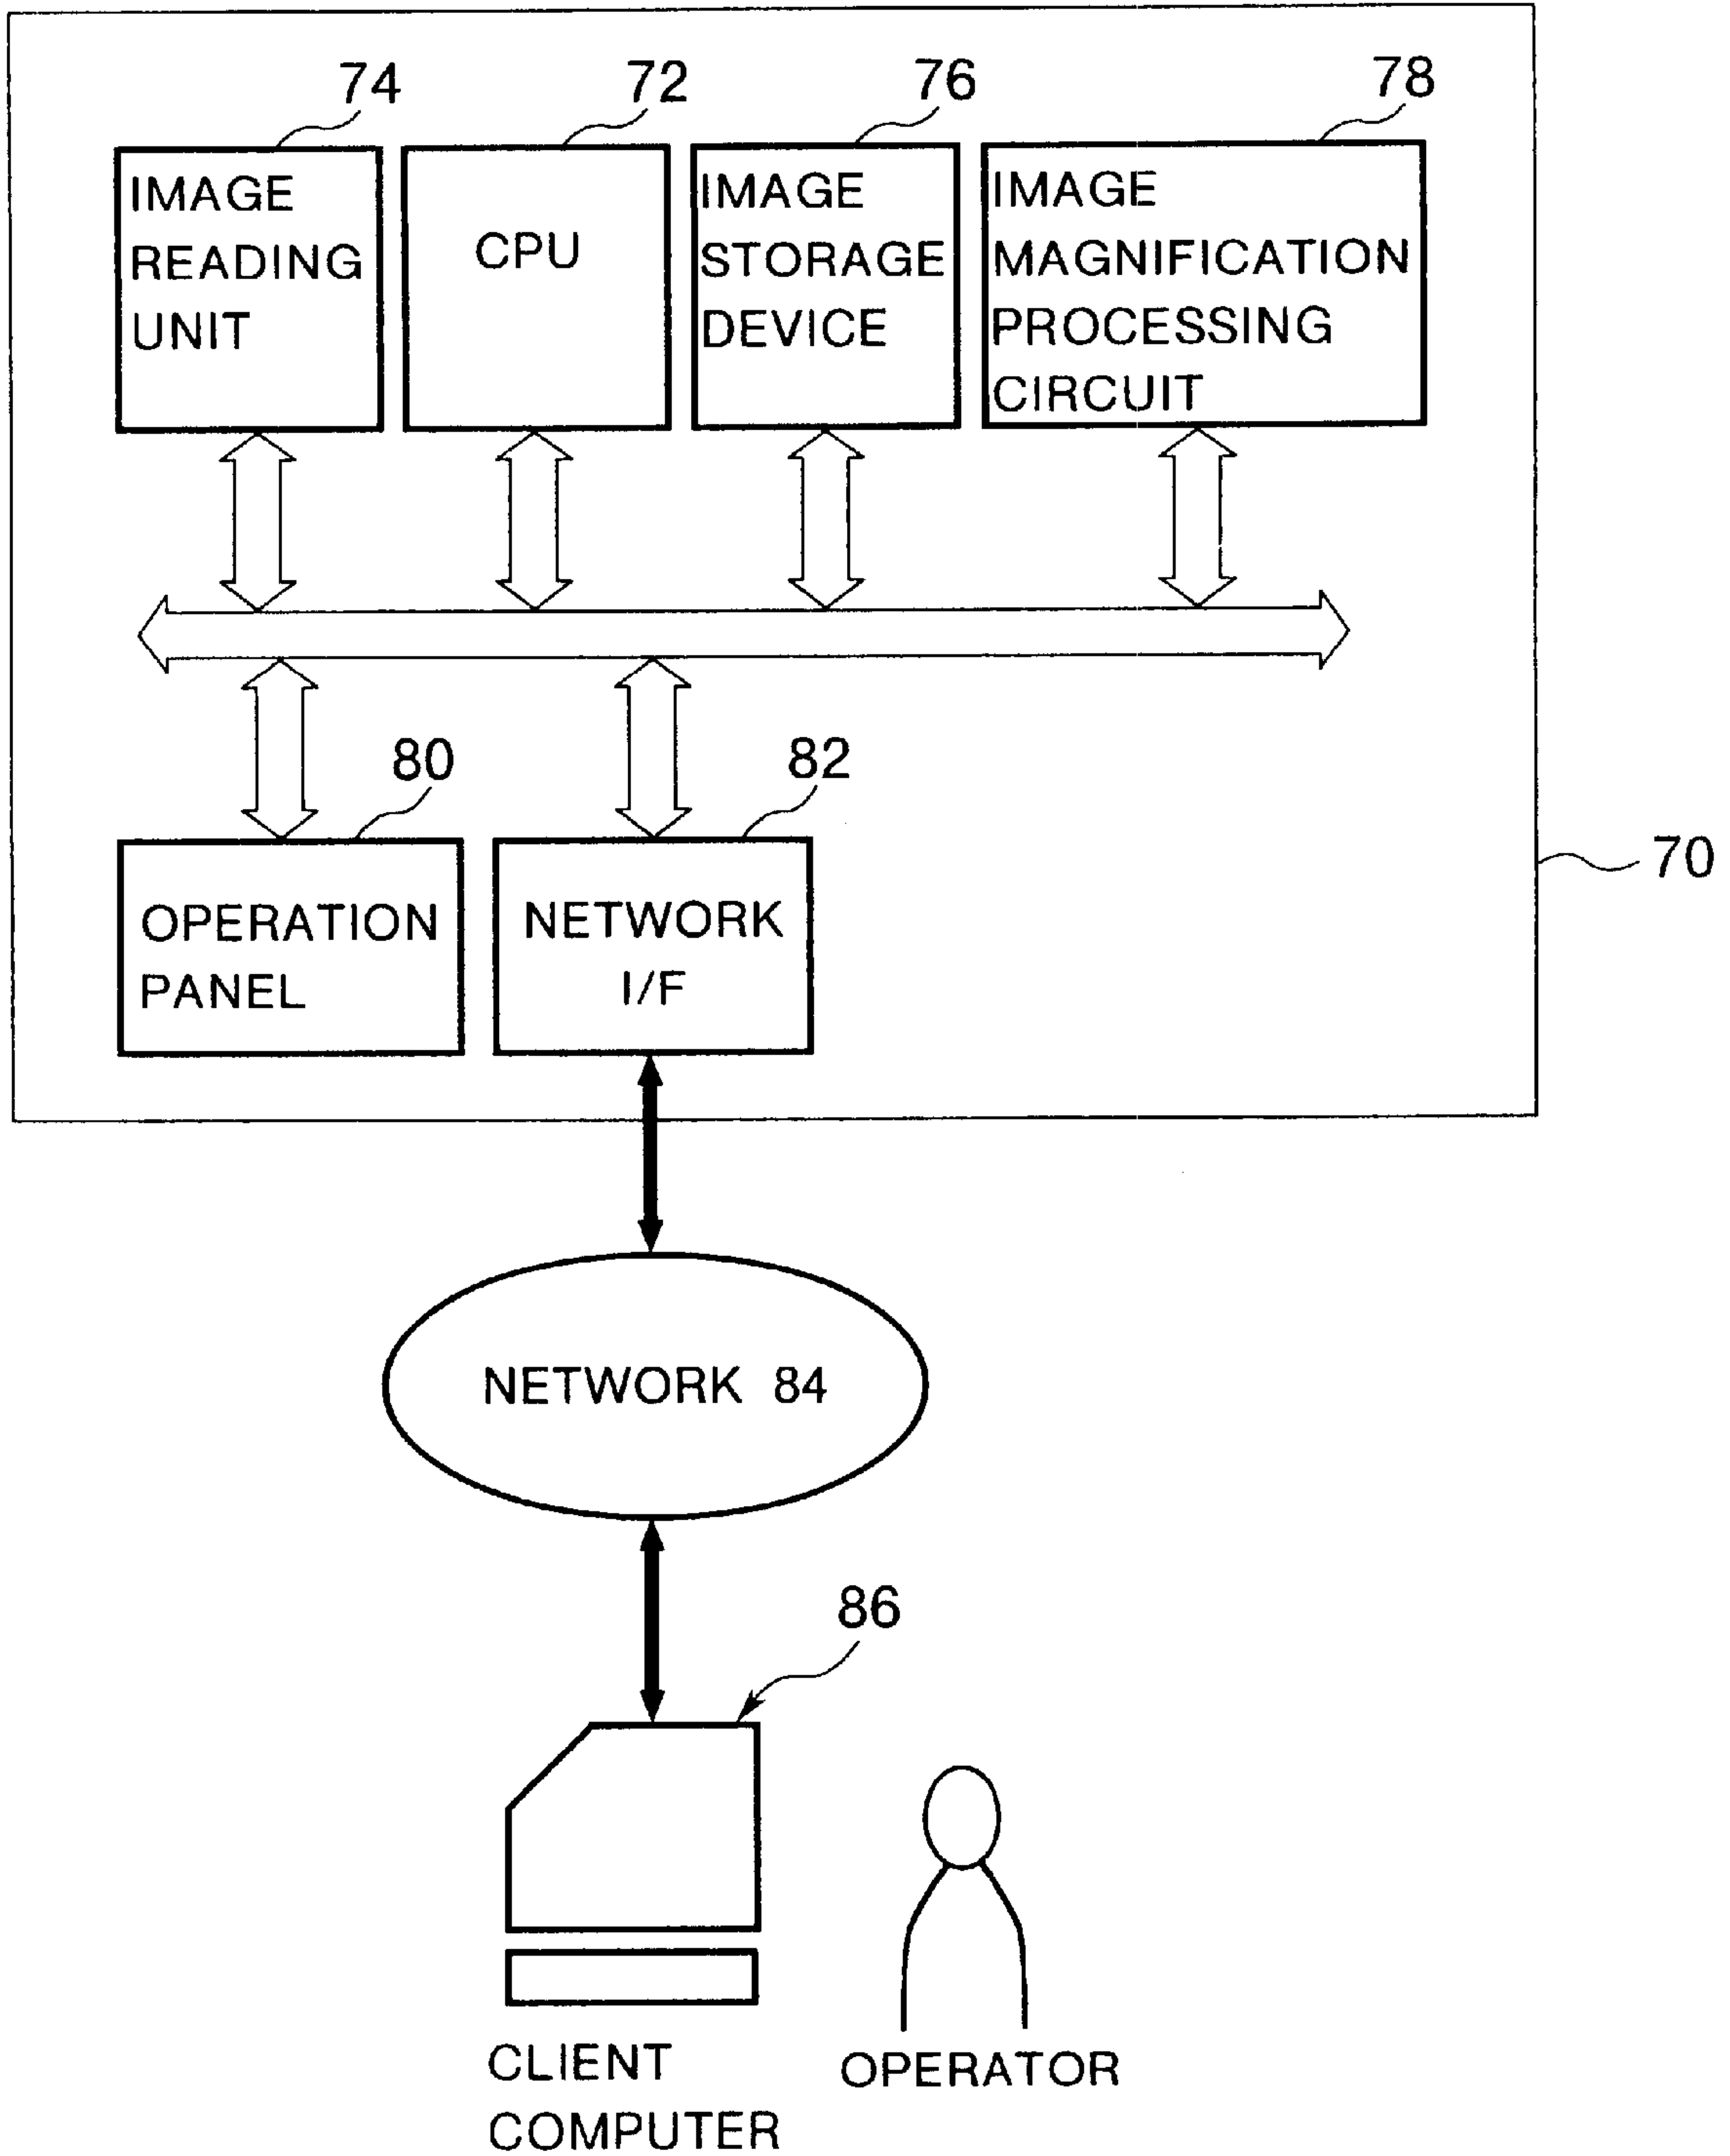 74
72
76
78
IMAGE
READING
UNIT
CPU
IMAGE
STORAGE
DEVICE
IMAGE
MAGNIFICATION
PROCESSING
CIRCUIT
80
82
70
OPERATION
PANEL
NETWORK
I/F
NETWORK 84
86
CLIENT
COMPUTER
OPERATOR